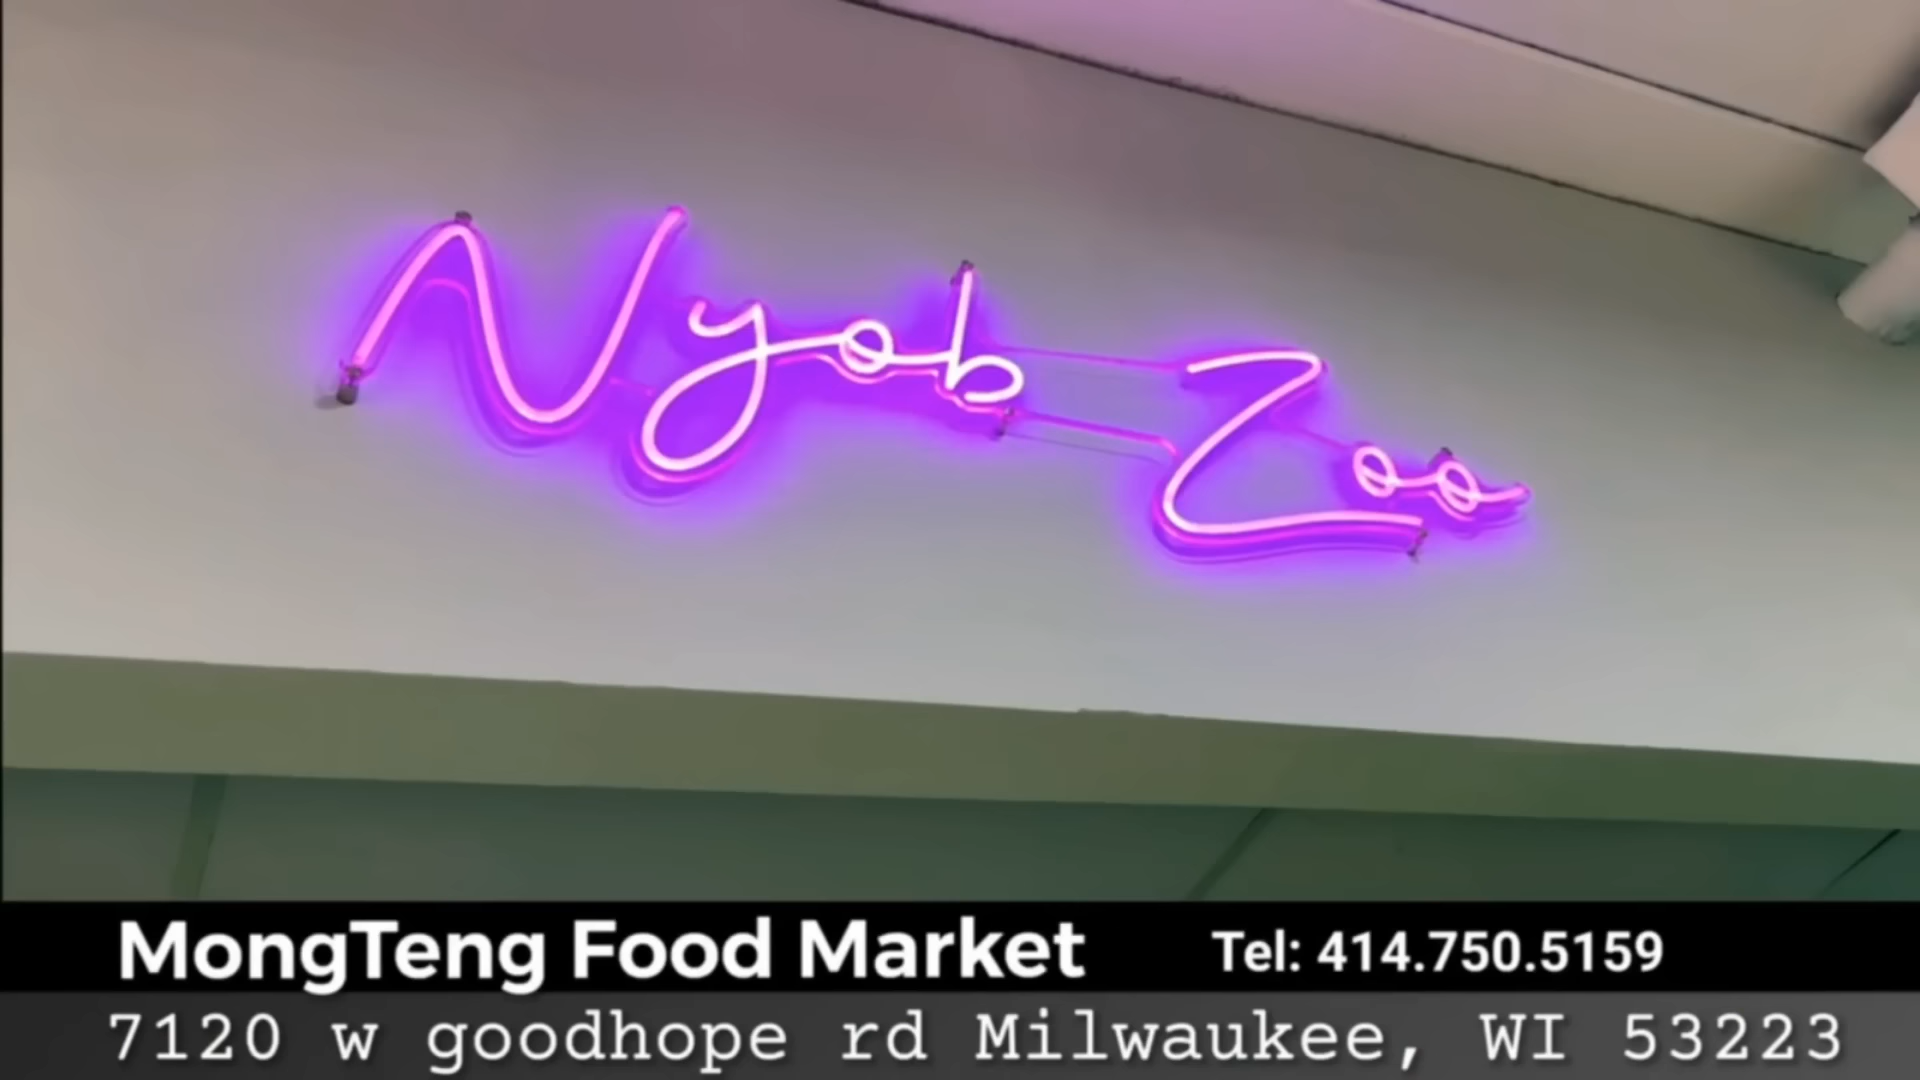 Nyob Zoo
MongTeng Food Market
Tel: 414.750.5159
7120 w goodhope rd Milwaukee, WI 53223